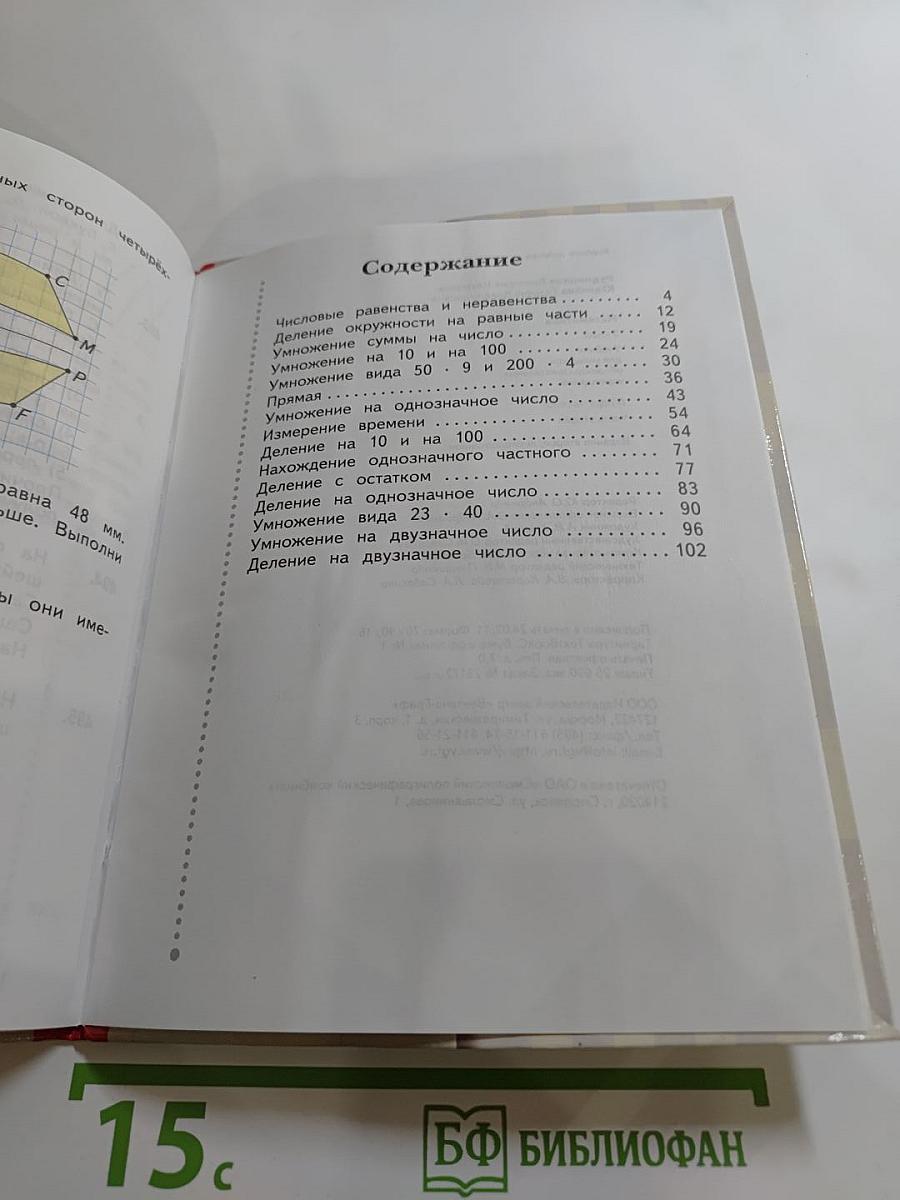 ных сторон четырёх-
C
M
P
F
равна 48 мм.
ьше. Выполни
ы они име-
Содержание
Числовые равенства и неравенства ......... 4
Деление окружности на равные части ..... 12
Умножение суммы на число ............... 19
Умножение на 10 и на 100 .............. 24
Умножение вида 50 · 9 и 200 · 4 ........ 30
Прямая ................................ 36
Умножение на однозначное число ......... 43
Измерение времени ...................... 54
Деление на 10 и на 100 ................. 64
Нахождение однозначного частного ....... 71
Деление с остатком ..................... 77
Деление на однозначное число ........... 83
Умножение вида 23 · 40 ................. 90
Умножение на двузначное число .......... 96
Деление на двузначное число ............ 102
15 с
БФ БИБЛИОФАН